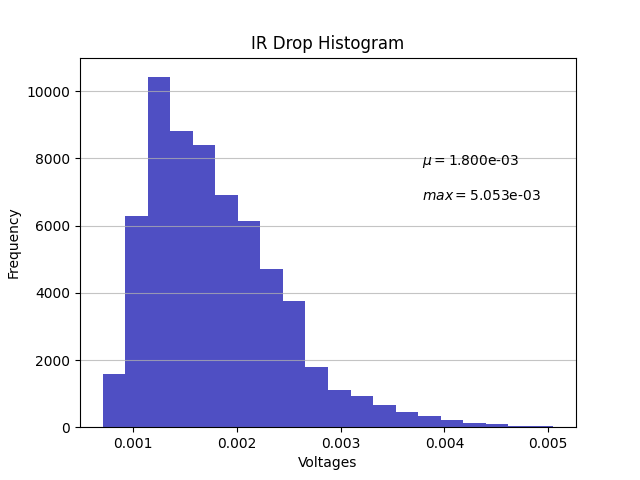 IR Drop Histogram
10000
8000
6000
4000
2000
0
Frequency
μ = 1.800e-03
max = 5.053e-03
0.001 0.002 0.003 0.004 0.005
Voltages